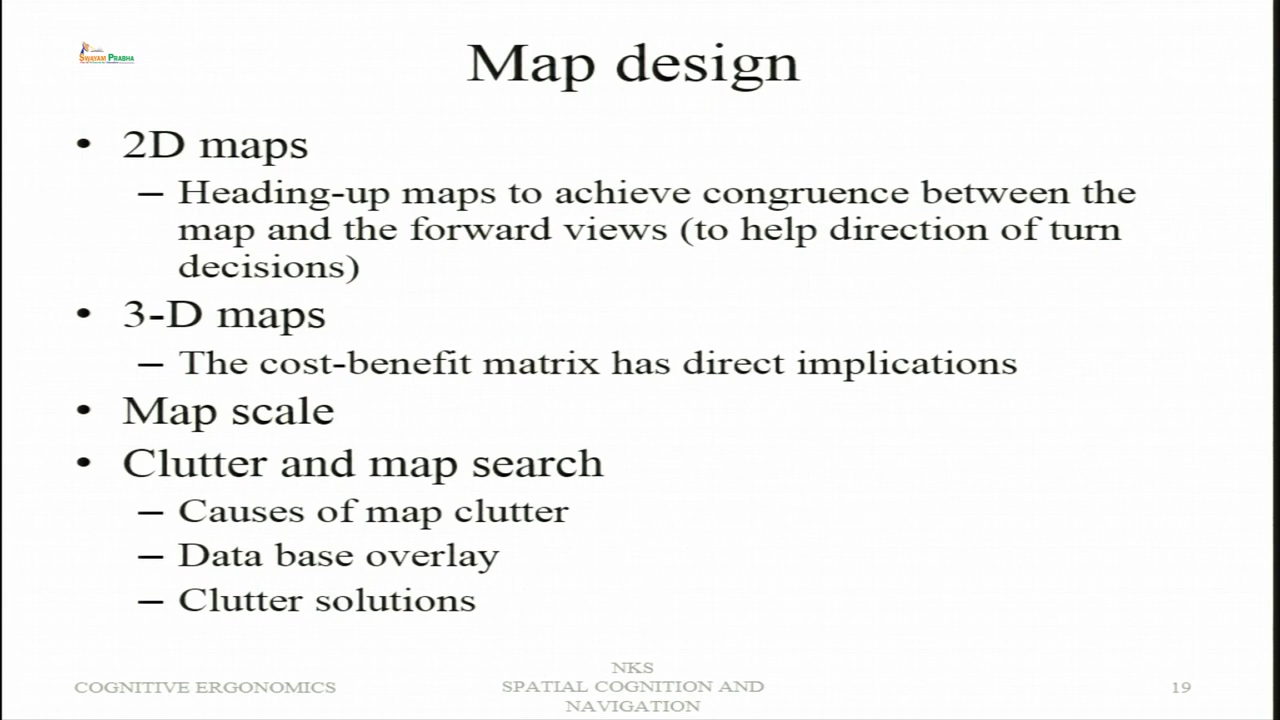 SWAYAM PRABHA
Map design
• 2D maps
– Heading-up maps to achieve congruence between the
map and the forward views (to help direction of turn
decisions)
• 3-D maps
– The cost-benefit matrix has direct implications
• Map scale
• Clutter and map search
– Causes of map clutter
– Data base overlay
– Clutter solutions
COGNITIVE ERGONOMICS
NKS
SPATIAL COGNITION AND
NAVIGATION
19